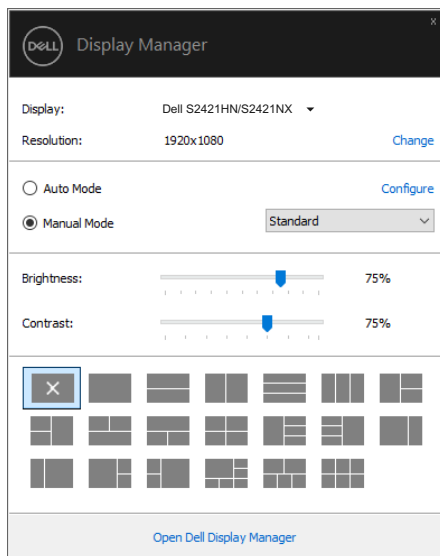 x
DELL Display Manager
Display: Dell S2421HN/S2421NX
Resolution: 1920x1080 Change
Auto Mode Configure
Manual Mode Standard
Brightness: 75%
Contrast: 75%
Open Dell Display Manager